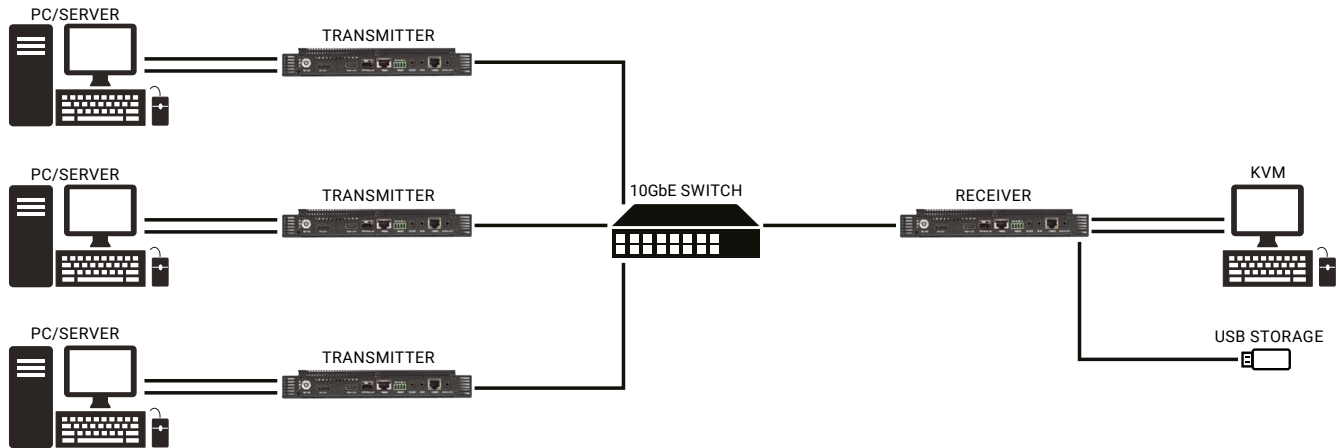 PC/SERVER
TRANSMITTER
PC/SERVER
TRANSMITTER
10GbE SWITCH
RECEIVER
KVM
PC/SERVER
TRANSMITTER
USB STORAGE